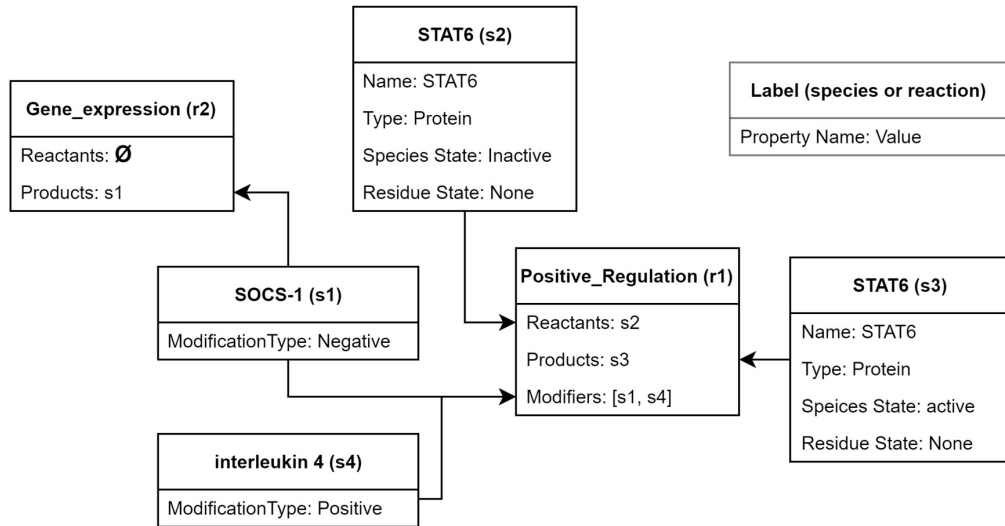 STAT6 (s2)
Name: STAT6
Type: Protein
Species State: Inactive
Residue State: None
Gene_expression (r2)
Reactants: Ø
Products: s1
Label (species or reaction)
Property Name: Value
SOCS-1 (s1)
ModificationType: Negative
Positive_Regulation (r1)
Reactants: s2
Products: s3
Modifiers: [s1, s4]
STAT6 (s3)
Name: STAT6
Type: Protein
Speices State: active
Residue State: None
interleukin 4 (s4)
ModificationType: Positive